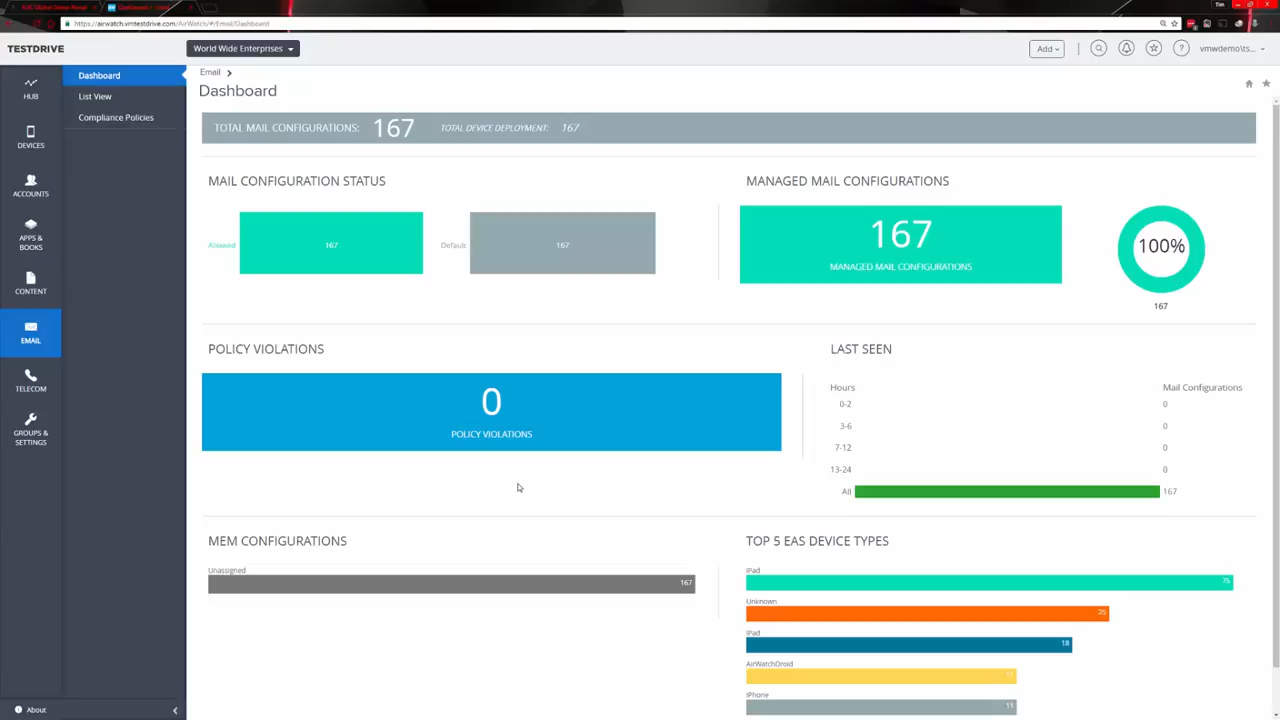 Dashboard
https://airwatch.vmtestdrive.com/AirWatch/#/Email/Dashboard
Tim
TESTDRIVE
World Wide Enterprises
Add
vmwdemo\ts...
HUB
DEVICES
ACCOUNTS
APPS &
BOOKS
CONTENT
EMAIL
TELECOM
GROUPS &
SETTINGS
About
Dashboard
List View
Compliance Policies
Email
Dashboard
TOTAL MAIL CONFIGURATIONS: 167 TOTAL DEVICE DEPLOYMENT: 167
MAIL CONFIGURATION STATUS
Allowed 167 Default 167
MANAGED MAIL CONFIGURATIONS
167
MANAGED MAIL CONFIGURATIONS
100%
167
POLICY VIOLATIONS
0
POLICY VIOLATIONS
LAST SEEN
Hours Mail Configurations
0-2 0
3-6 0
7-12 0
13-24 0
All 167
MEM CONFIGURATIONS
Unassigned
167
TOP 5 EAS DEVICE TYPES
iPad
75
Unknown
25
iPad
18
AirWatchDroid
iPhone
11